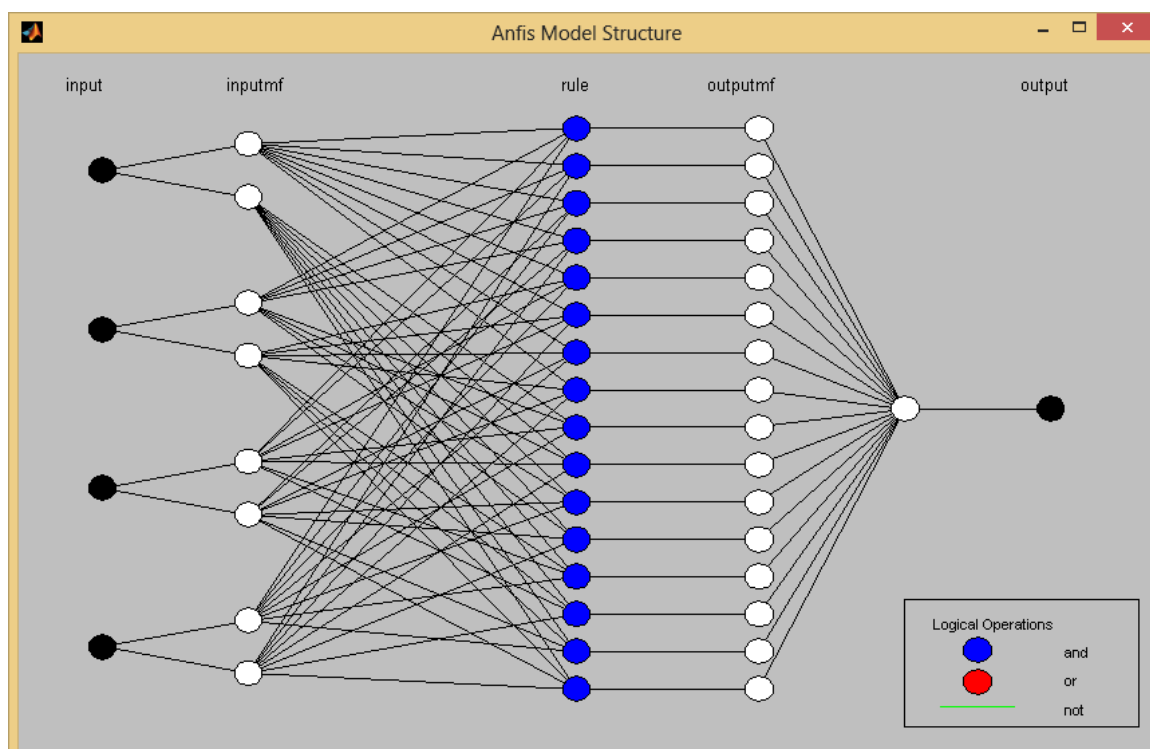 Anfis Model Structure
input inputmf rule outputmf output
Logical Operations
and
or
not